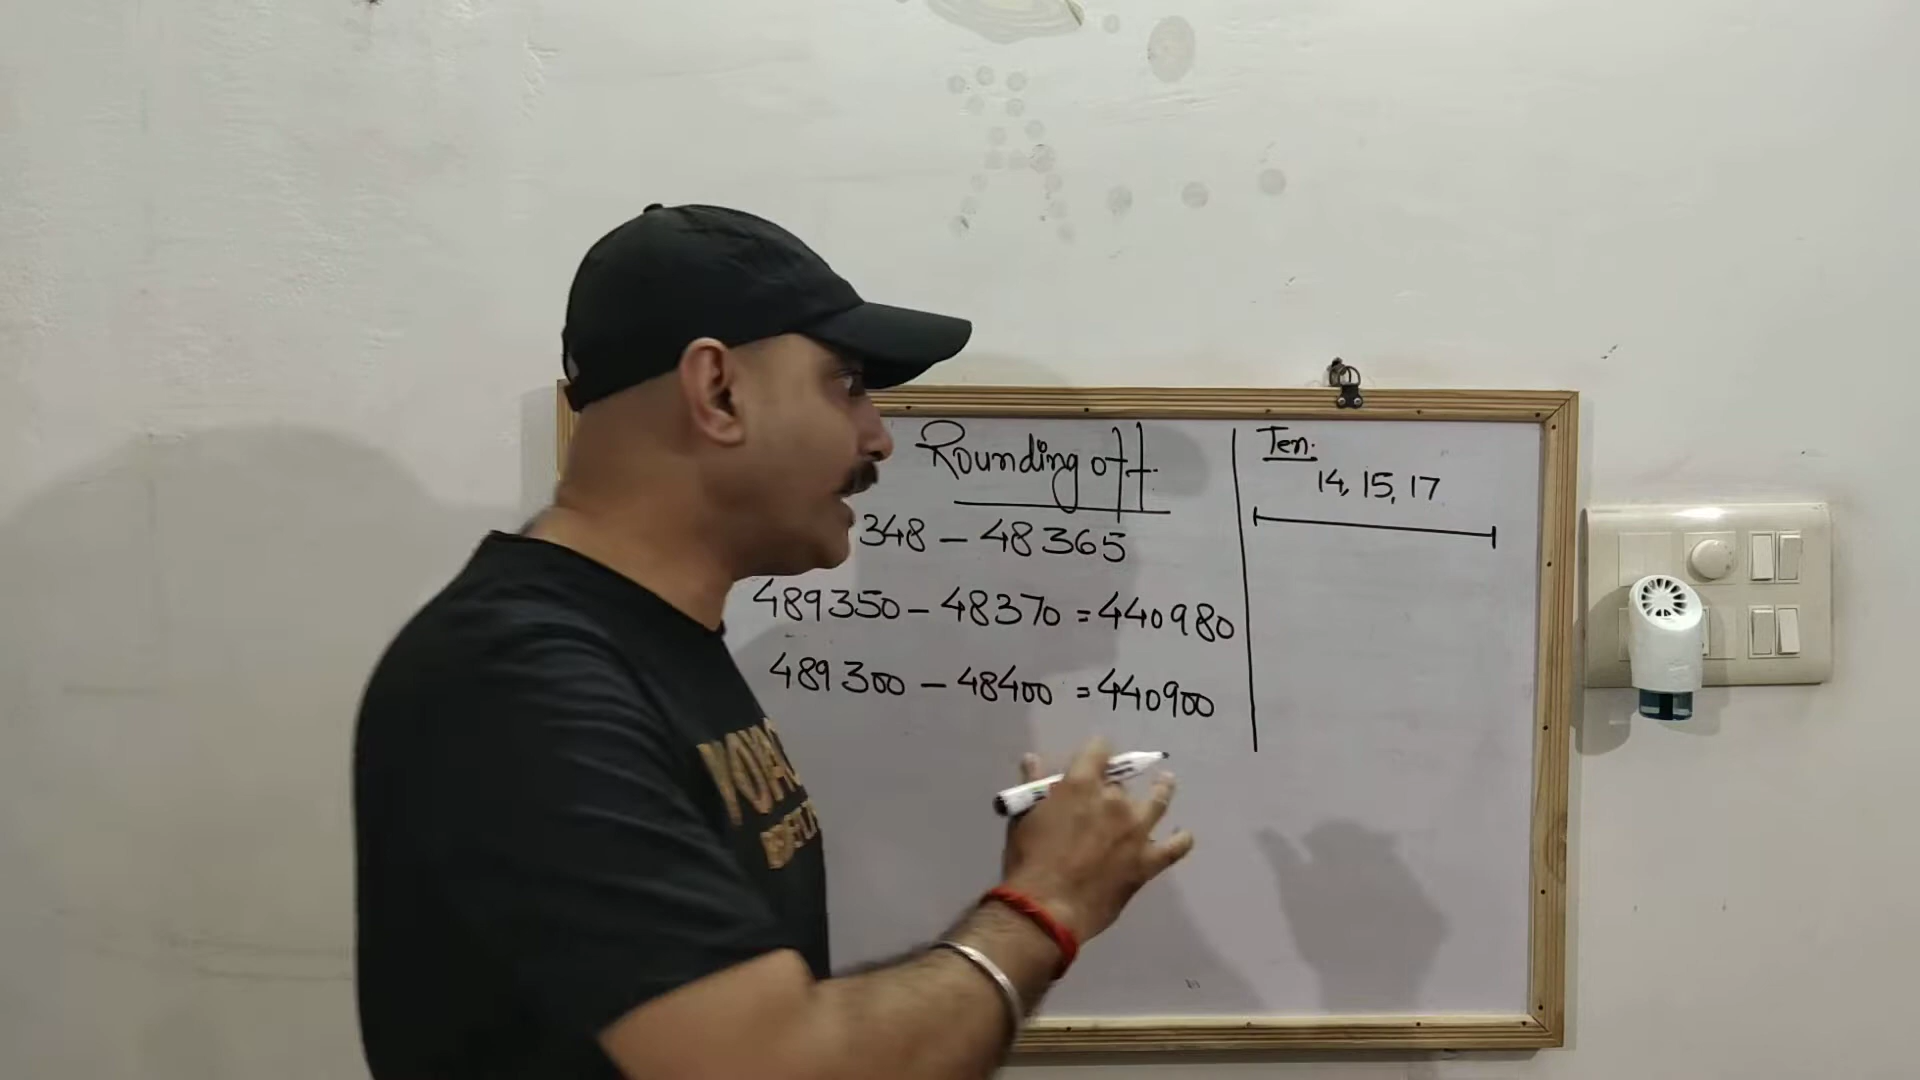 Rounding off.
348 - 48365
489350 - 48370 = 440980
489300 - 48400 = 440900
Ten:
14, 15, 17